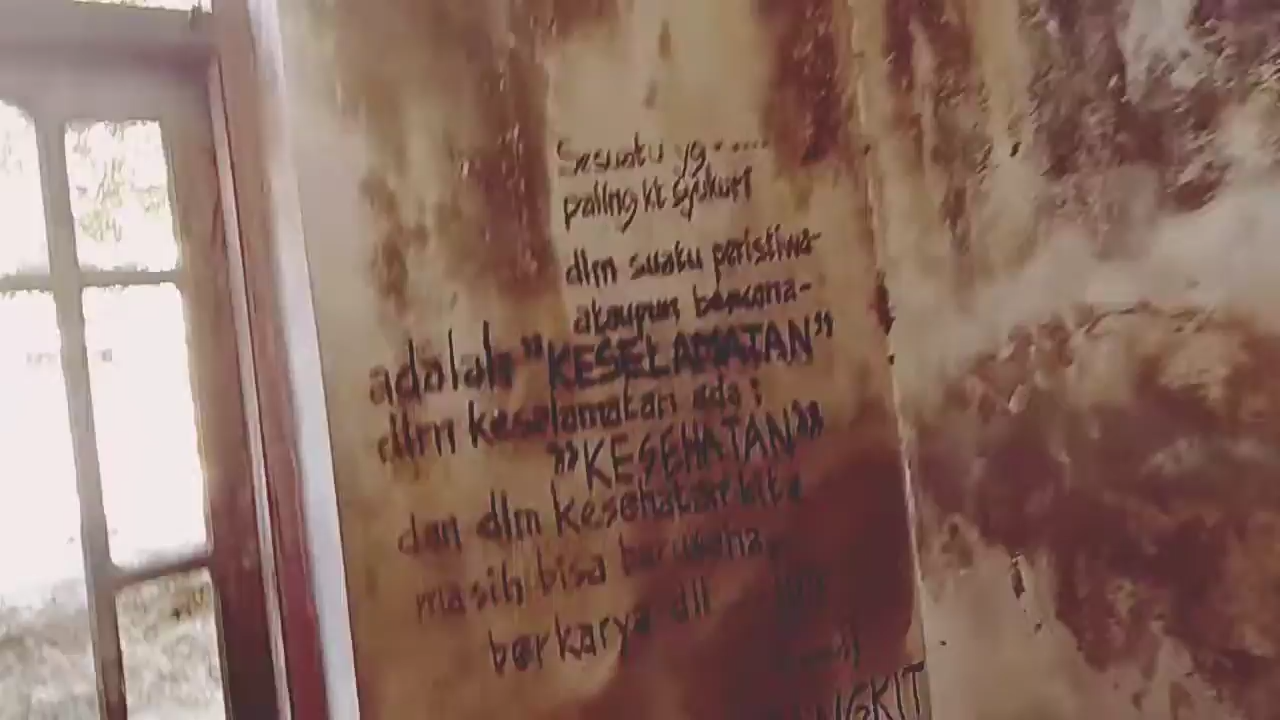 Sesuatu yg.....
paling kt syukuri
dlm suatu peristiwa-
ataupun bencana-
adalah "KESELAMATAN"
dlm keselamatan ada ;
"KESEHATAN"
dan dlm kesehatan kita
masih bisa berusaha
berkarya dll